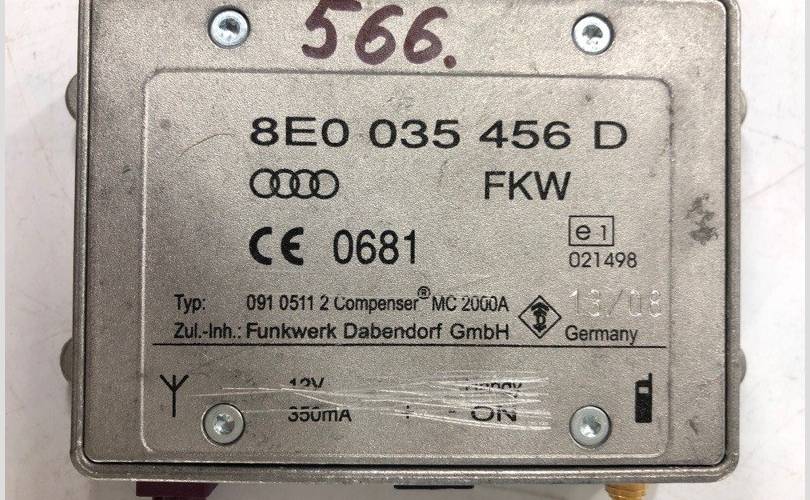 566.
8E0 035 456 D
FKW
CE 0681
e1
021498
13/08
Typ: 091 0511 2 Compenser® MC 2000A
Zul.-Inh.: Funkwerk Dabendorf GmbH Germany
12V
350mA + - ON